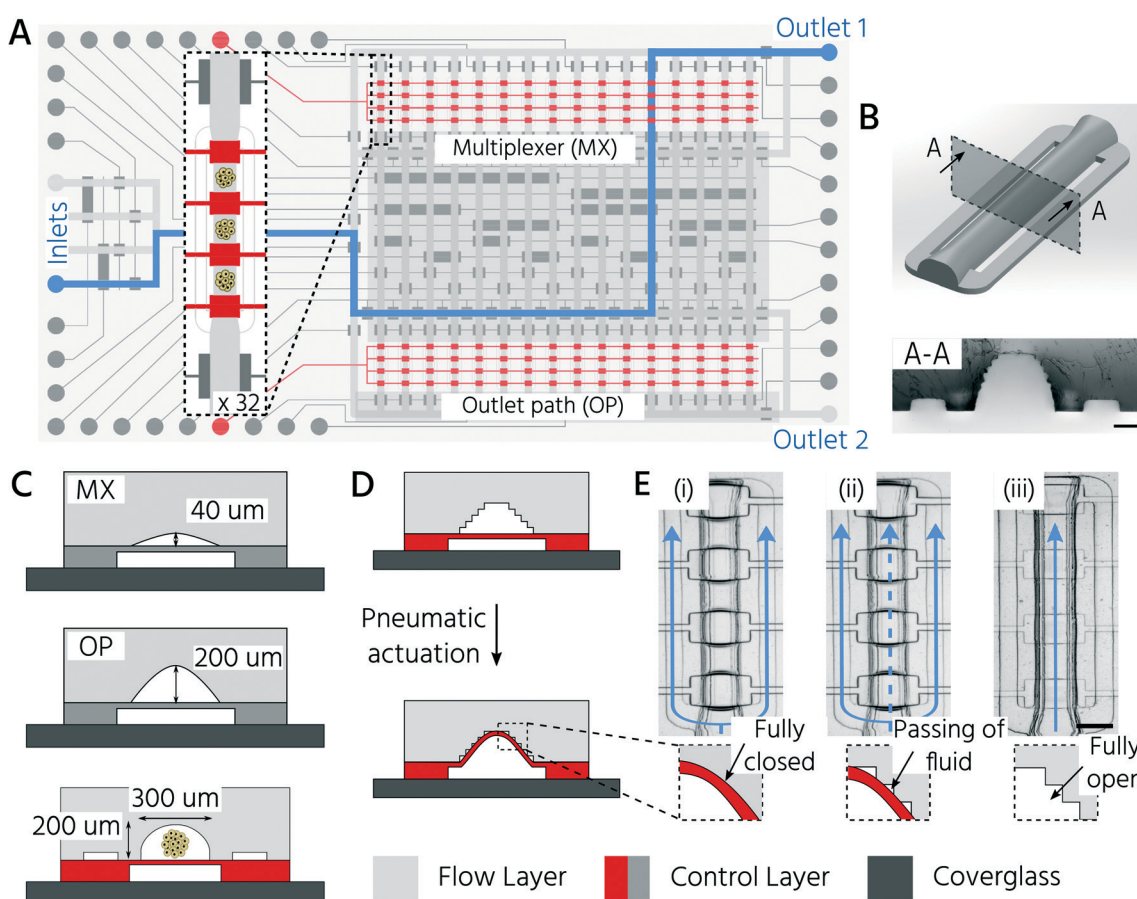 A
Outlet 1
Multiplexer (MX)
Inlets
x 32
Outlet path (OP)
Outlet 2
B
A
A
A-A
C
MX
40 um
OP
200 um
300 um
200 um
D
Pneumatic
actuation
E
(i)
(ii)
(iii)
Fully
closed
Passing of
fluid
Fully
open
Flow Layer
Control Layer
Coverglass